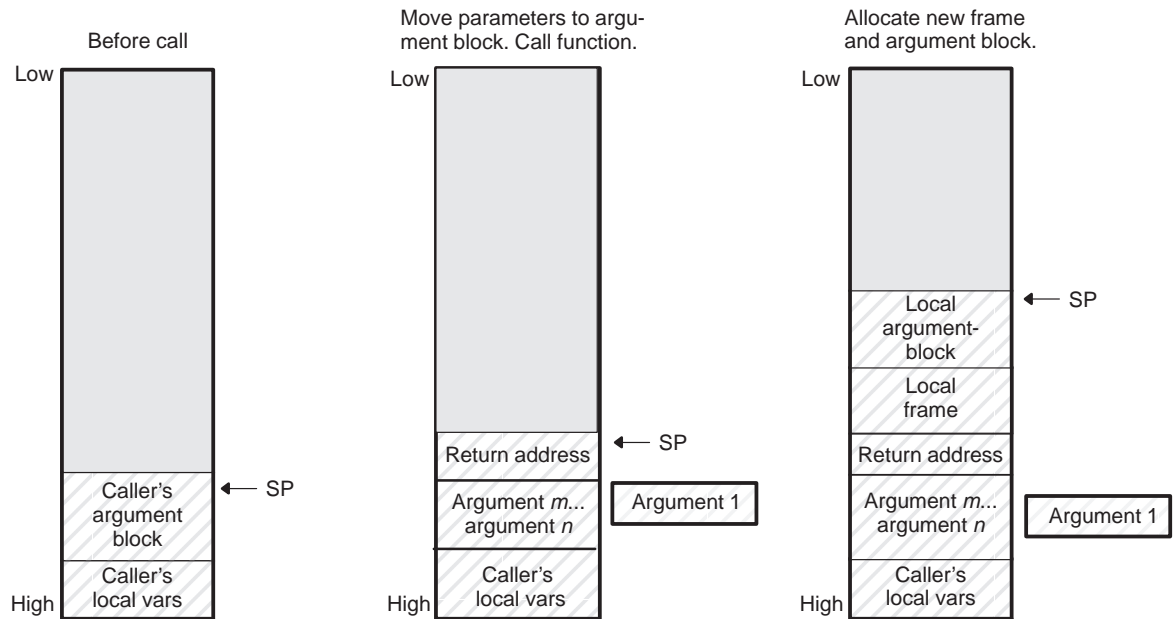 Before call
Low
Caller's
argument
block
Caller's
local vars
High
SP
Move parameters to argu-
ment block. Call function.
Low
Return address
Argument m...
argument n
Caller's
local vars
High
SP
Argument 1
Allocate new frame
and argument block.
Low
Local
argument-
block
Local
frame
Return address
Argument m...
argument n
Caller's
local vars
High
SP
Argument 1